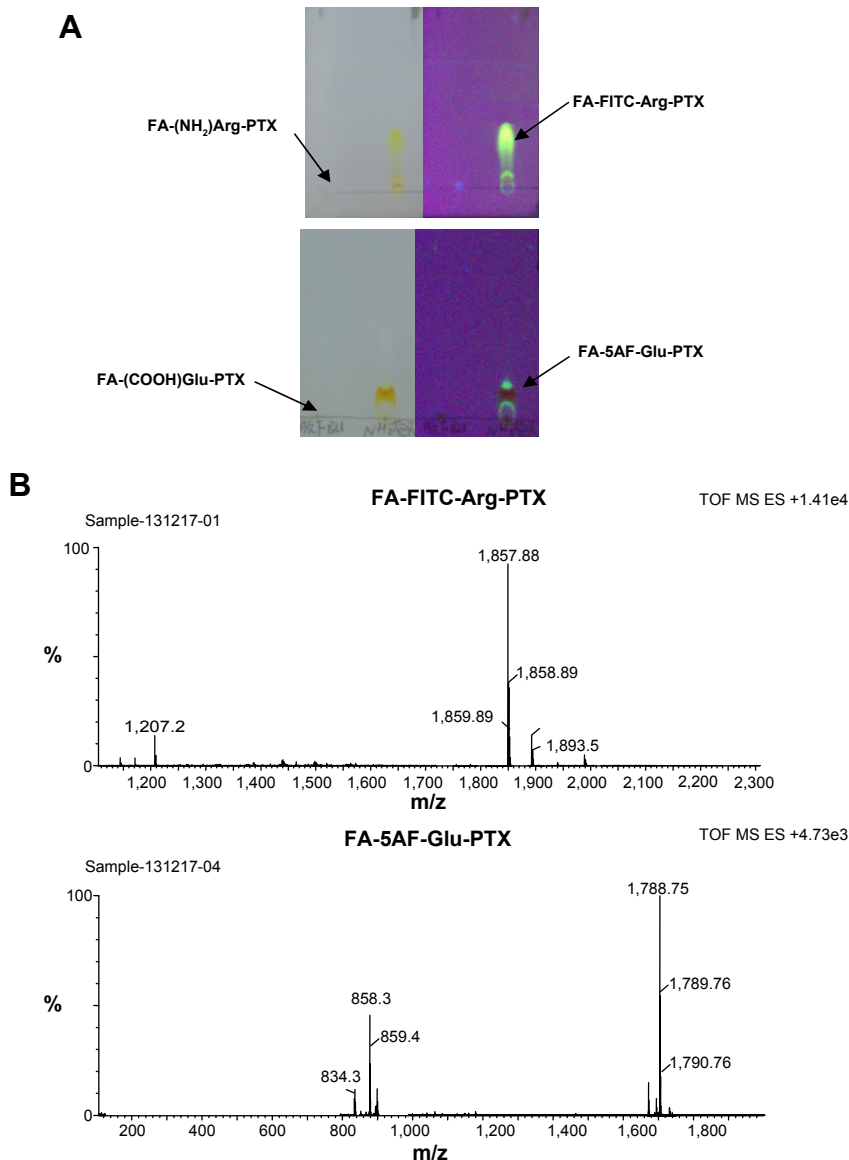 A
FA-(NH2)Arg-PTX
FA-FITC-Arg-PTX
FA-(COOH)Glu-PTX
FA-5AF-Glu-PTX
B
FA-FITC-Arg-PTX
TOF MS ES +1.41e4
Sample-131217-01
100
%
0
1,857.88
1,858.89
1,859.89
1,893.5
1,207.2
1,200 1,300 1,400 1,500 1,600 1,700 1,800 1,900 2,000 2,100 2,200 2,300
m/z
FA-5AF-Glu-PTX
TOF MS ES +4.73e3
Sample-131217-04
100
%
0
1,788.75
1,789.76
1,790.76
858.3
859.4
834.3
200 400 600 800 1,000 1,200 1,400 1,600 1,800
m/z